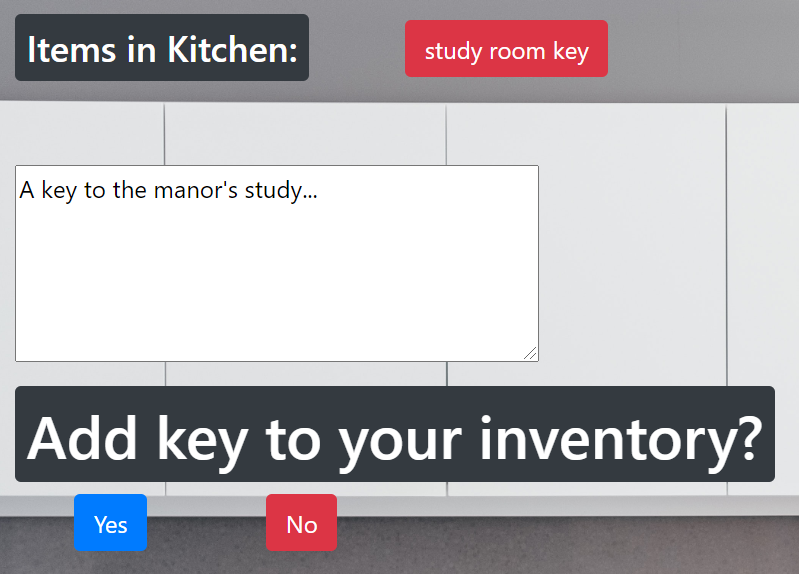 Items in Kitchen:
study room key
A key to the manor's study...
Add key to your inventory?
Yes
No